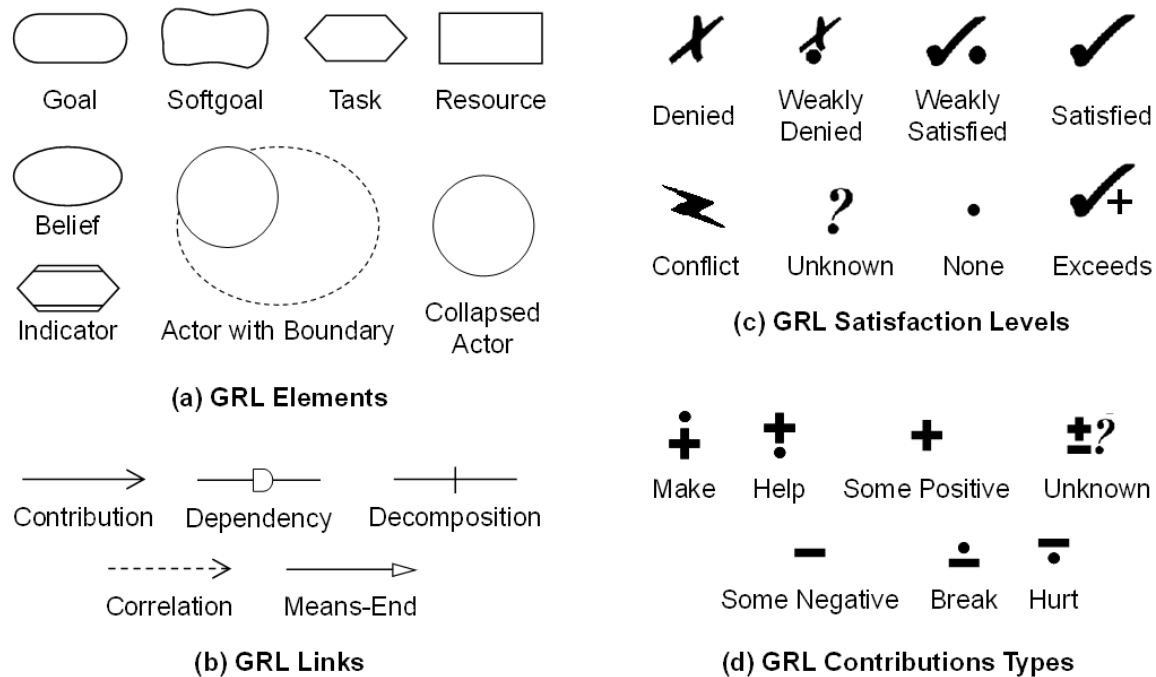 Goal
Softgoal
Task
Resource
Belief
Indicator
Actor with Boundary
Collapsed
Actor
(a) GRL Elements
Contribution
Dependency
Decomposition
Correlation
Means-End
(b) GRL Links
Denied
Weakly
Denied
Weakly
Satisfied
Satisfied
?
Conflict
Unknown
None
Exceeds
(c) GRL Satisfaction Levels
?
Make
Help
Some Positive
Unknown
Some Negative
Break
Hurt
(d) GRL Contributions Types